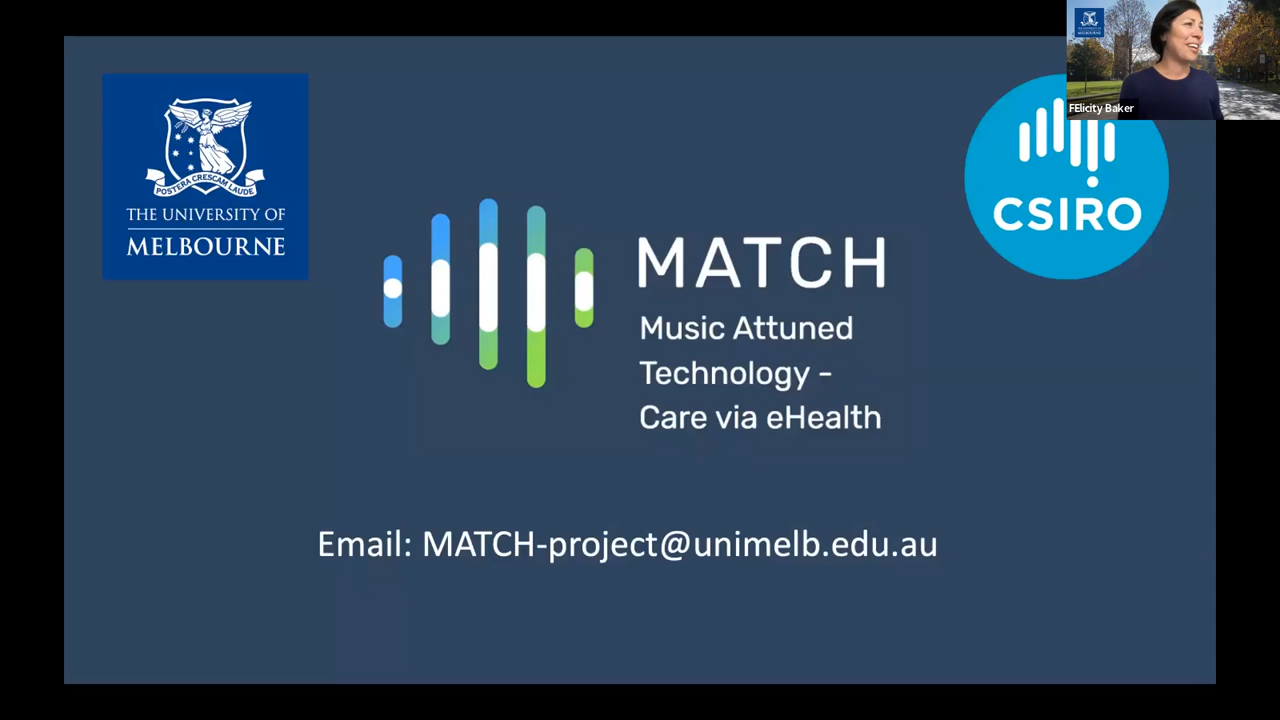 FElicity Baker
POSTERA CRESCAM LAUDE
THE UNIVERSITY OF
MELBOURNE
CSIRO
MATCH
Music Attuned
Technology -
Care via eHealth
Email: MATCH-project@unimelb.edu.au